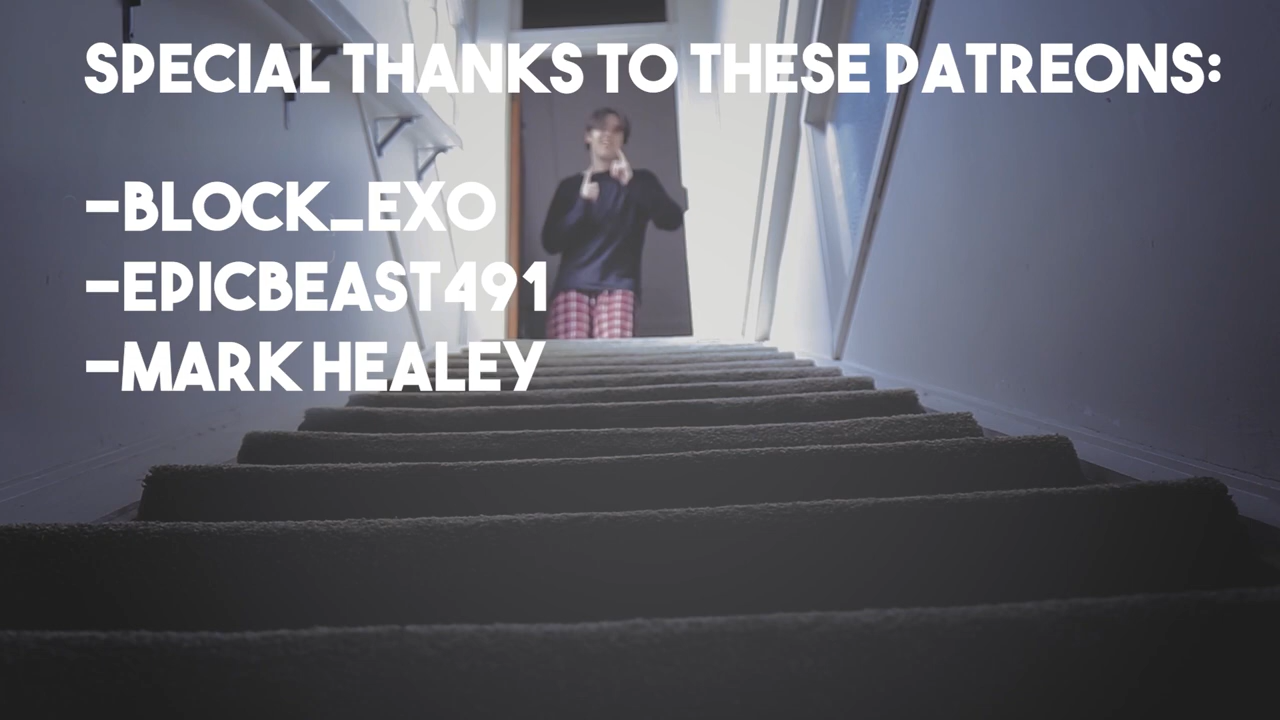 SPECIAL THANKS TO THESE PATREONS:
-BLOCK_EXO
-EPICBEAST491
-MARK HEALEY